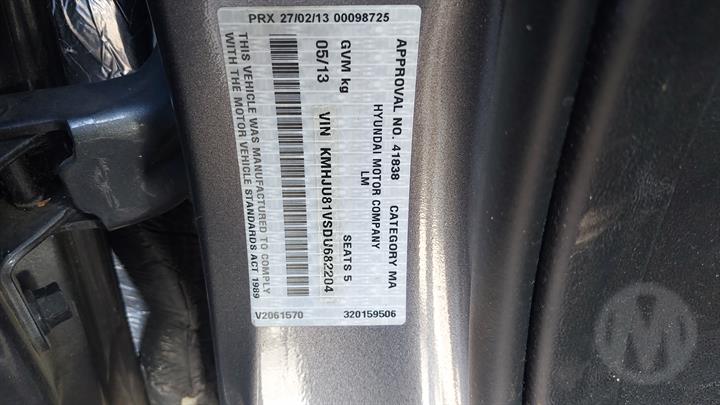 PRX 27/02/13 00098725
APPROVAL NO. 41838 CATEGORY MA
HYUNDAI MOTOR COMPANY
LM
GVM kg SEATS 5
05/13 VIN KMHJU81VSDU682204
THIS VEHICLE WAS MANUFACTURED TO COMPLY
WITH THE MOTOR VEHICLE STANDARDS ACT 1989
V2061570 320159506
M